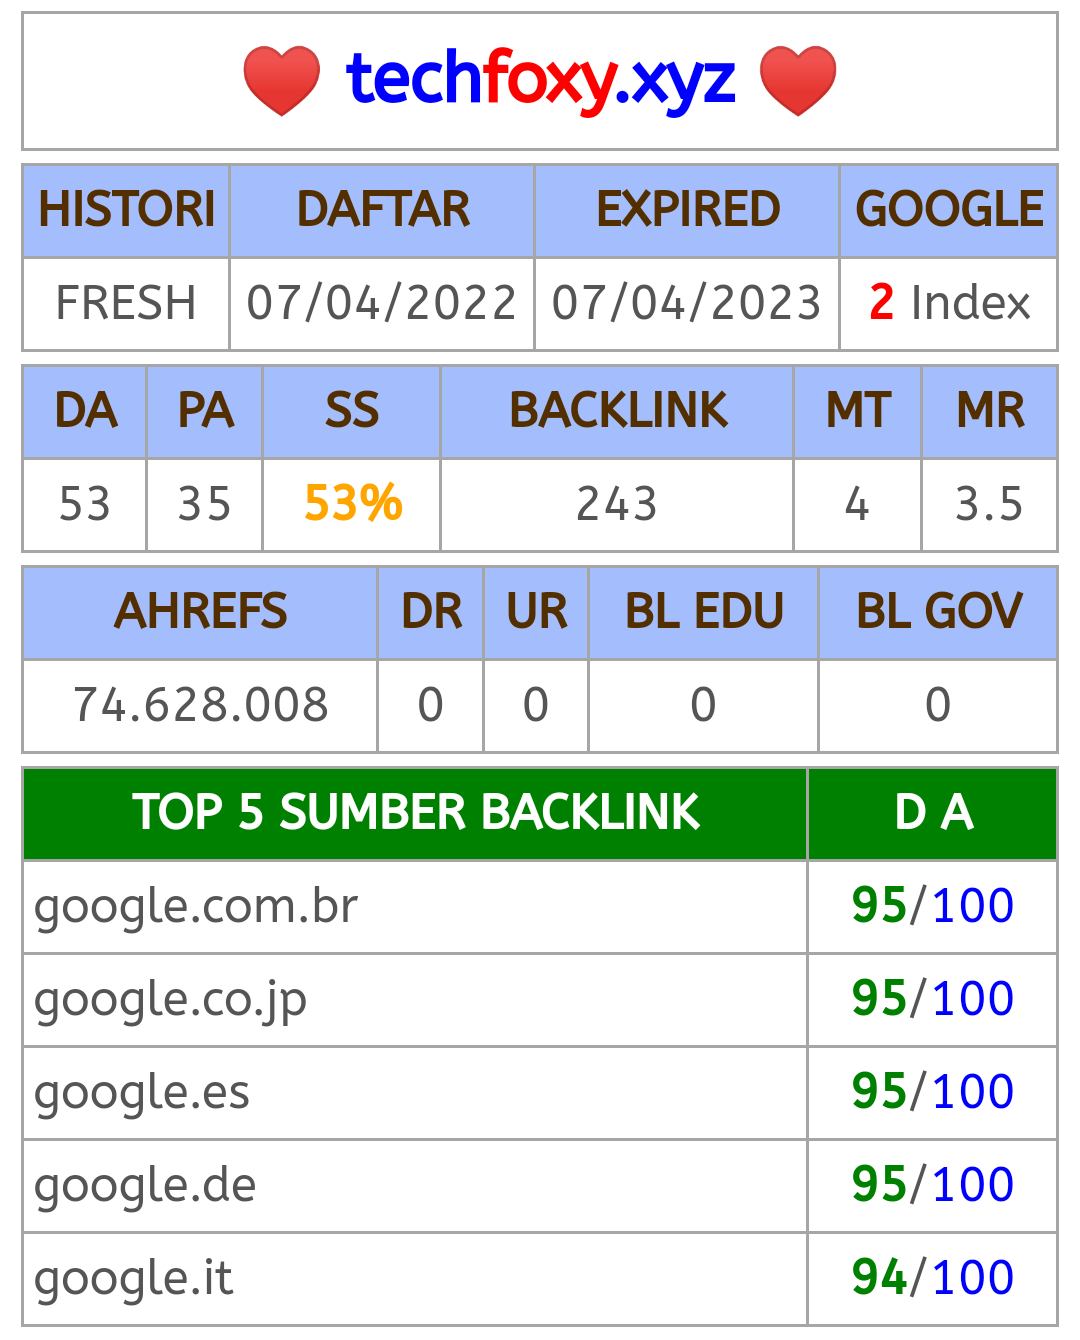 techfoxy.xyz
HISTORI DAFTAR EXPIRED GOOGLE
FRESH 07/04/2022 07/04/2023 2 Index
DA PA SS BACKLINK MT MR
53 35 53% 243 4 3.5
AHREFS DR UR BL EDU BL GOV
74.628.008 0 0 0 0
TOP 5 SUMBER BACKLINK D A
google.com.br 95/100
google.co.jp 95/100
google.es 95/100
google.de 95/100
google.it 94/100